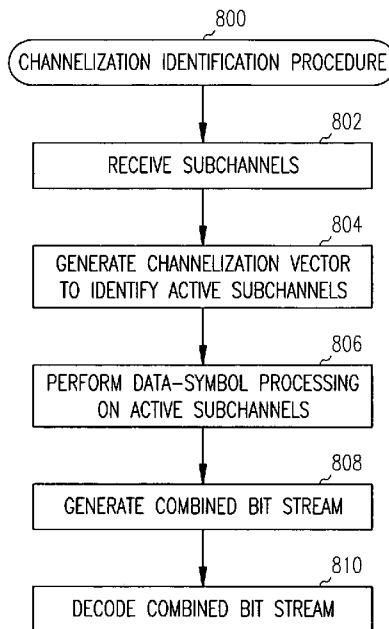 800
CHANNELIZATION IDENTIFICATION PROCEDURE
802
RECEIVE SUBCHANNELS
804
GENERATE CHANNELIZATION VECTOR
TO IDENTIFY ACTIVE SUBCHANNELS
806
PERFORM DATA-SYMBOL PROCESSING
ON ACTIVE SUBCHANNELS
808
GENERATE COMBINED BIT STREAM
810
DECODE COMBINED BIT STREAM